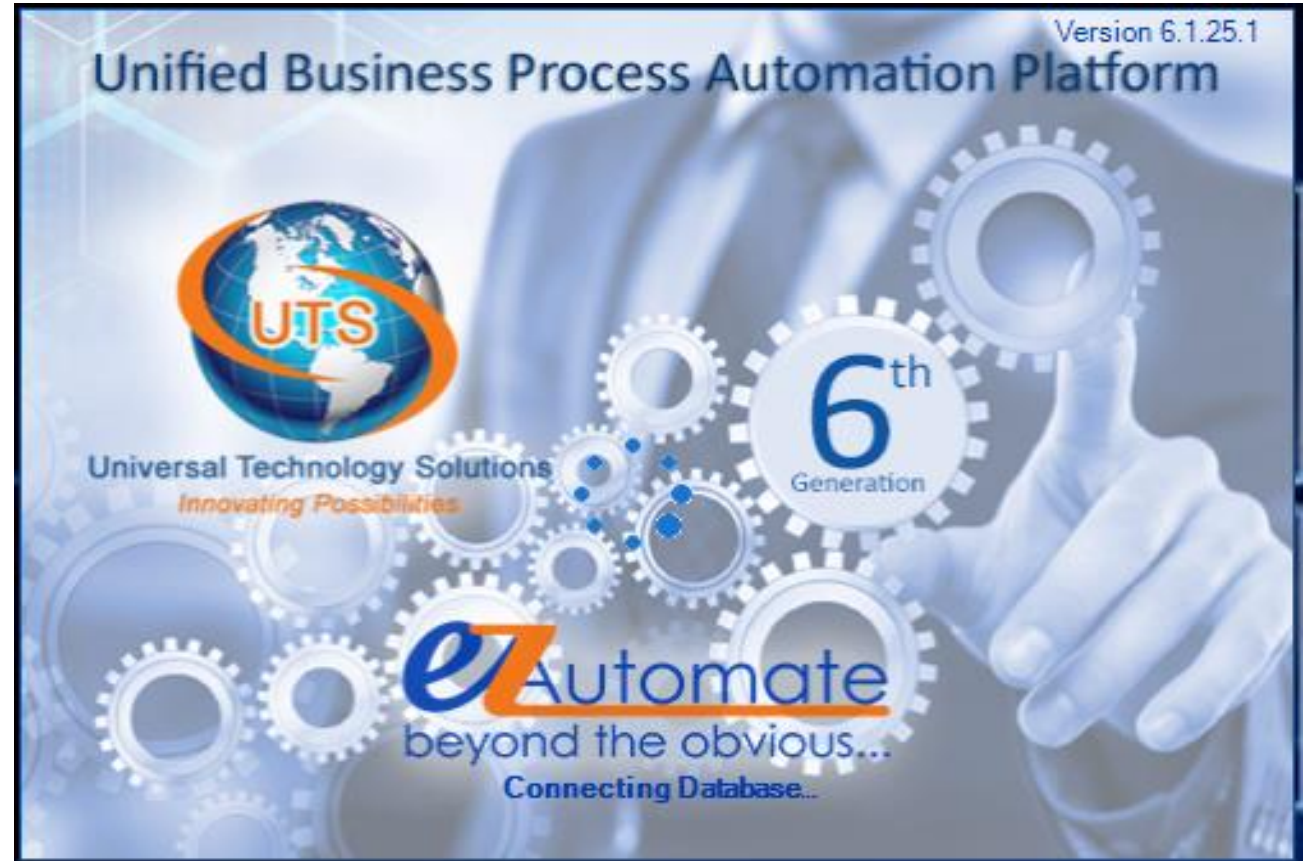 Version 6.1.25.1
Unified Business Process Automation Platform
UTS
6th
Generation
Universal Technology Solutions
Innovating Possibilities
ezAutomate
beyond the obvious...
Connecting Database...